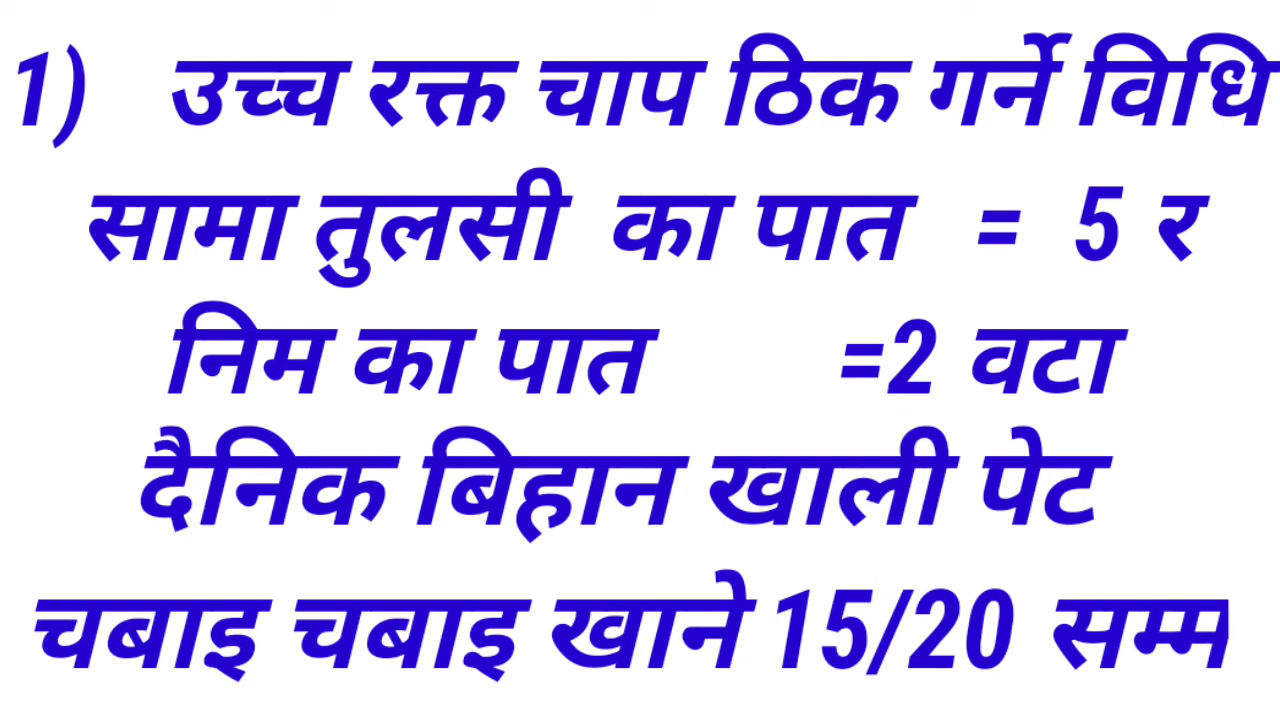 1) उच्च रक्त चाप ठिक गर्ने विधि
सामा तुलसी का पात = 5 र
निम का पात =2 वटा
दैनिक बिहान खाली पेट
चबाइ चबाइ खाने 15/20 सम्म